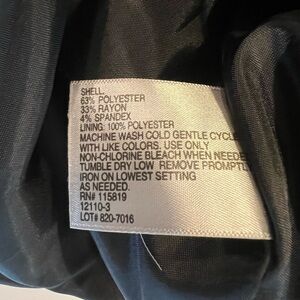 SHELL:
63% POLYESTER
33% RAYON
4% SPANDEX
LINING: 100% POLYESTER
MACHINE WASH COLD GENTLE CYCLE
WITH LIKE COLORS. USE ONLY
NON-CHLORINE BLEACH WHEN NEEDED
TUMBLE DRY LOW REMOVE PROMPTLY
IRON ON LOWEST SETTING
AS NEEDED.
RN# 115819
12110-3
LOT# 820-7016